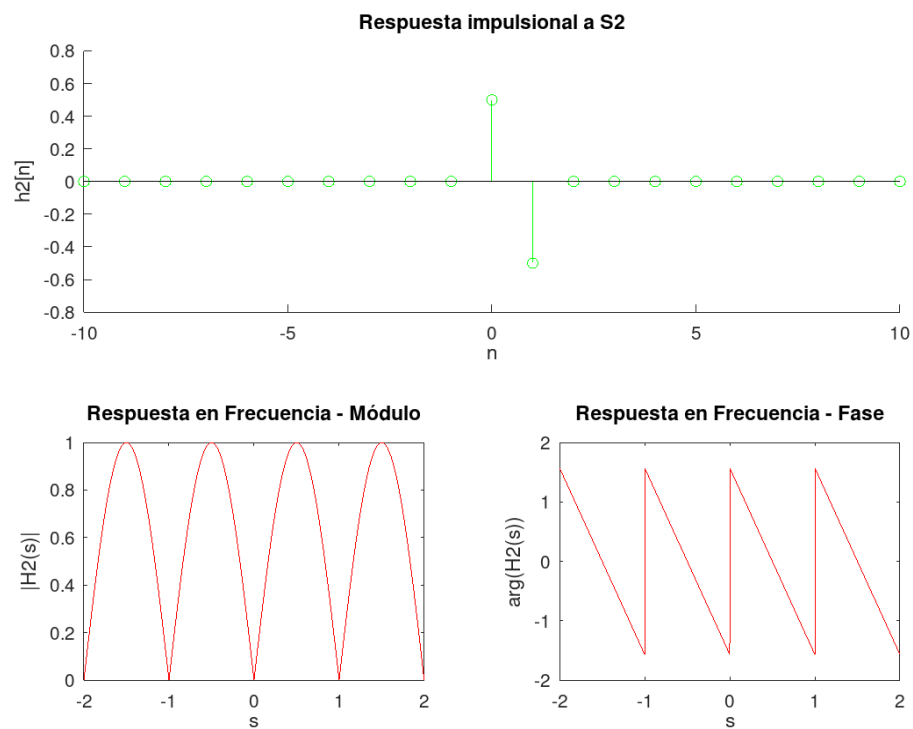 Respuesta impulsional a S2
0.8
0.6
0.4
0.2
0
-0.2
-0.4
-0.6
-0.8
h2[n]
-10 -5 0 5 10
n
Respuesta en Frecuencia - Módulo
1
0.8
0.6
0.4
0.2
0
|H2(s)|
-2 -1 0 1 2
s
Respuesta en Frecuencia - Fase
2
1
0
-1
-2
arg(H2(s))
-2 -1 0 1 2
s